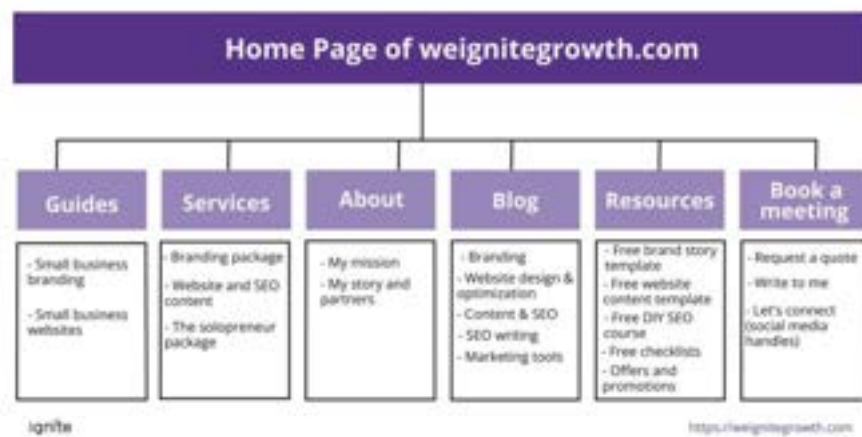 Home Page of weignitegrowth.com
Guides
Services
About
Blog
Resources
Book a
meeting
- Small business
branding
- Small business
websites
- Branding package
- Website and SEO
content
- The solopreneur
package
- My mission
- My story and
partners
- Branding
- Website design &
optimization
- Content & SEO
- SEO writing
- Marketing tools
- Free brand story
template
- Free website
content template
- Free DIY SEO
course
- Free checklists
- Offers and
promotions
- Request a quote
- Write to me
- Let's connect
(social media
handles)
ignite
https://weignitegrowth.com